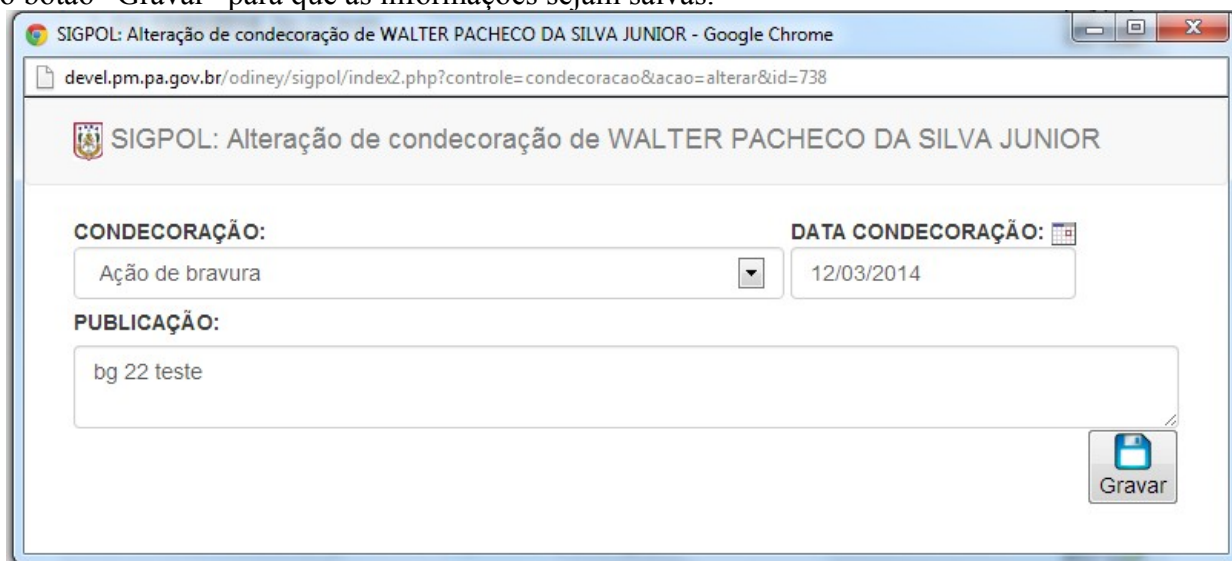 o botão "Gravar" para que as informações sejam salvas.
SIGPOL: Alteração de condecoração de WALTER PACHECO DA SILVA JUNIOR - Google Chrome
devel.pm.pa.gov.br/odiney/sigpol/index2.php?controle=condecoracao&acao=alterar&id=738
SIGPOL: Alteração de condecoração de WALTER PACHECO DA SILVA JUNIOR
CONDECORAÇÃO: DATA CONDECORAÇÃO:
Ação de bravura 12/03/2014
PUBLICAÇÃO:
bg 22 teste
Gravar